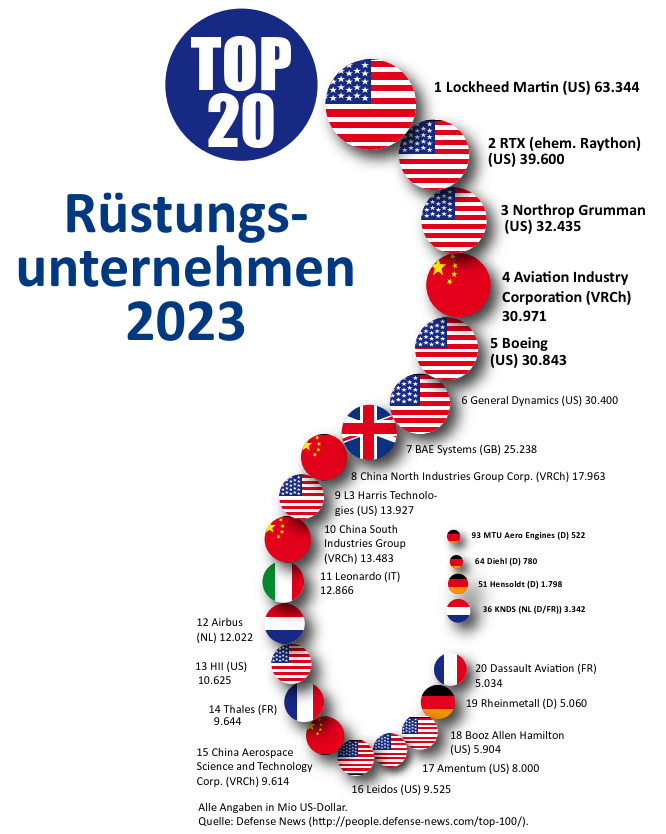 TOP
20
Rüstungs-
unternehmen
2023
1 Lockheed Martin (US) 63.344
2 RTX (ehem. Raython)
(US) 39.600
3 Northrop Grumman
(US) 32.435
4 Aviation Industry
Corporation (VRCh)
30.971
5 Boeing
(US) 30.843
6 General Dynamics (US) 30.400
7 BAE Systems (GB) 25.238
8 China North Industries Group Corp. (VRCh) 17.963
9 L3 Harris Technolo-
gies (US) 13.927
10 China South
Industries Group
(VRCh) 13.483
11 Leonardo (IT)
12.866
12 Airbus
(NL) 12.022
13 HII (US)
10.625
14 Thales (FR)
9.644
15 China Aerospace
Science and Technology
Corp. (VRCh) 9.614
16 Leidos (US) 9.525
17 Amentum (US) 8.000
18 Booz Allen Hamilton
(US) 5.904
19 Rheinmetall (D) 5.060
20 Dassault Aviation (FR)
5.034
93 MTU Aero Engines (D) 522
64 Diehl (D) 780
51 Hensoldt (D) 1.798
36 KNDS (NL (D/FR)) 3.342
Alle Angaben in Mio US-Dollar.
Quelle: Defense News (http://people.defense-news.com/top-100/).